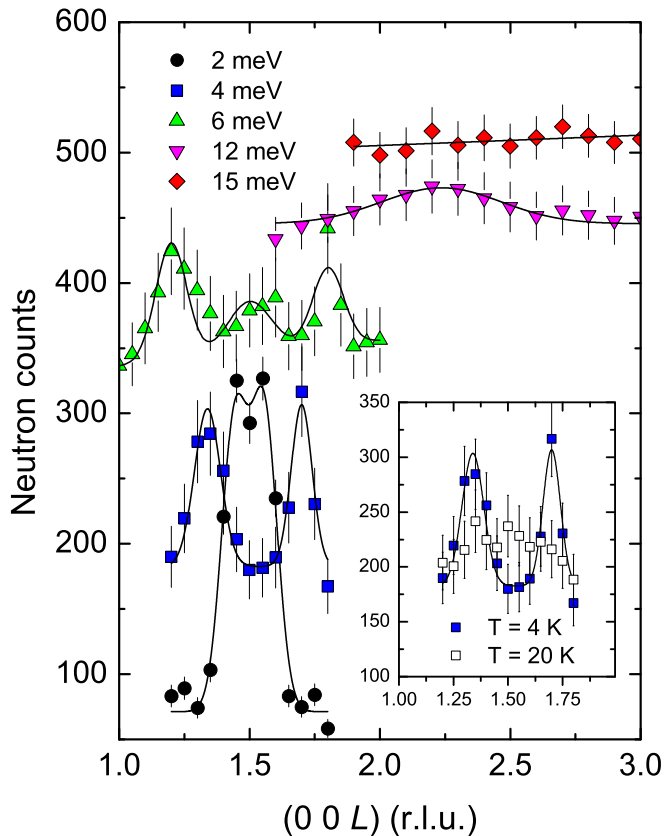 600
500
400
300
200
100
Neutron counts
2 meV
4 meV
6 meV
12 meV
15 meV
350
300
250
200
150
100
T = 4 K
T = 20 K
1.00 1.25 1.50 1.75
1.0 1.5 2.0 2.5 3.0
(0 0 L) (r.l.u.)